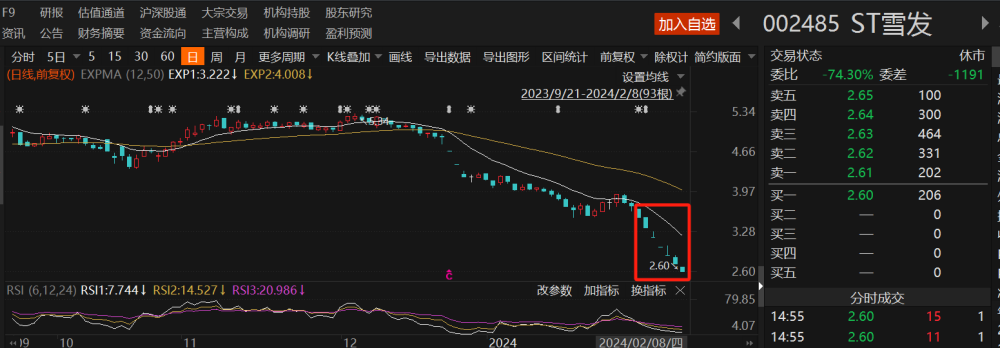 F9 研报 估值通道 沪深股通 大宗交易 机构持股 股东研究
资讯 公告 财务摘要 资金流向 主营构成 机构调研 盈利预测
加入自选
002485 ST雪发
分时 5日 5 15 30 60 日 周 月 更多周期 K线叠加 画线 导出数据 导出图形 区间统计 前复权 除权计 简约版面
(日线,前复权) EXPMA (12,50) EXP1:3.222↓ EXP2:4.008↓
设置均线
2023/9/21-2024/2/8(93根)
5.34
4.66
3.97
3.28
2.60
5.34
2.60
c
RSI (6,12,24) RSI1:7.744↓ RSI2:14.527↓ RSI3:20.986↓
改参数 加指标 换指标
79.85
4.07
09 10 11 12 2024 2024/02/08/四
交易状态 休市
委比 -74.30% 委差 -1191
卖五 2.65 100
卖四 2.64 300
卖三 2.63 464
卖二 2.62 331
卖一 2.61 202
买一 2.60 206
买二 — 0
买三 — 0
买四 — 0
买五 — 0
分时成交
14:55 2.60 15 1
14:55 2.60 11 1